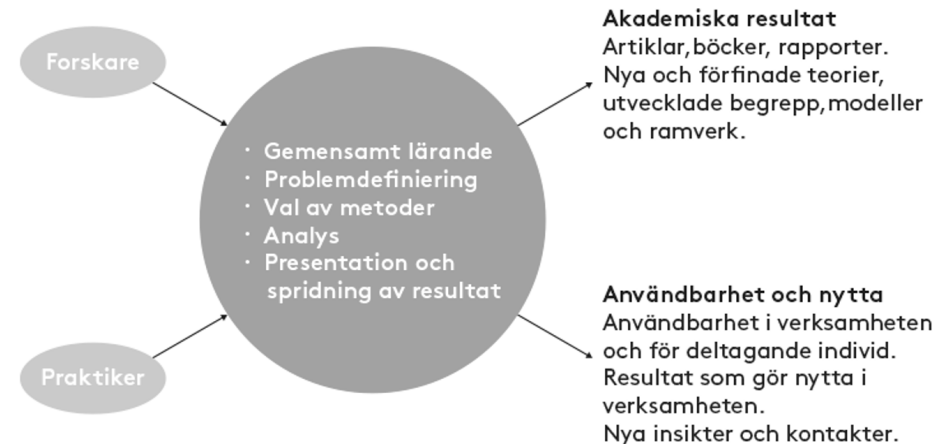 Forskare
Praktiker
· Gemensamt lärande
· Problemdefiniering
· Val av metoder
· Analys
· Presentation och
spridning av resultat
Akademiska resultat
Artiklar, böcker, rapporter.
Nya och förfinade teorier,
utvecklade begrepp, modeller
och ramverk.
Användbarhet och nytta
Användbarhet i verksamheten
och för deltagande individ.
Resultat som gör nytta i
verksamheten.
Nya insikter och kontakter.